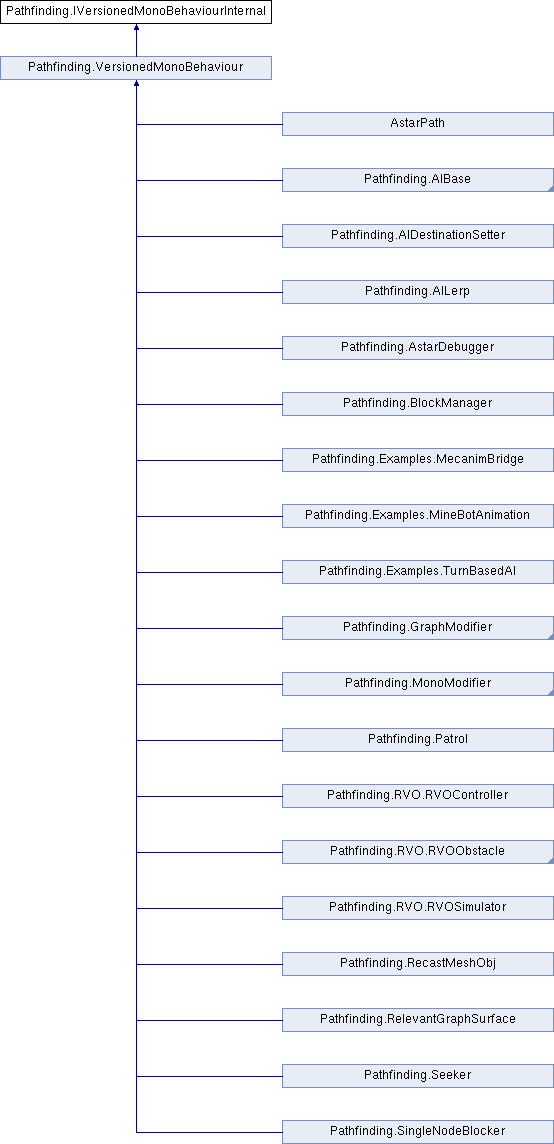 Pathfinding.IVersionedMonoBehaviourInternal
Pathfinding.VersionedMonoBehaviour
AstarPath
Pathfinding.AIBase
Pathfinding.AIDestinationSetter
Pathfinding.AILerp
Pathfinding.AstarDebugger
Pathfinding.BlockManager
Pathfinding.Examples.MecanimBridge
Pathfinding.Examples.MineBotAnimation
Pathfinding.Examples.TurnBasedAI
Pathfinding.GraphModifier
Pathfinding.MonoModifier
Pathfinding.Patrol
Pathfinding.RVO.RVOController
Pathfinding.RVO.RVOObstacle
Pathfinding.RVO.RVOSimulator
Pathfinding.RecastMeshObj
Pathfinding.RelevantGraphSurface
Pathfinding.Seeker
Pathfinding.SingleNodeBlocker